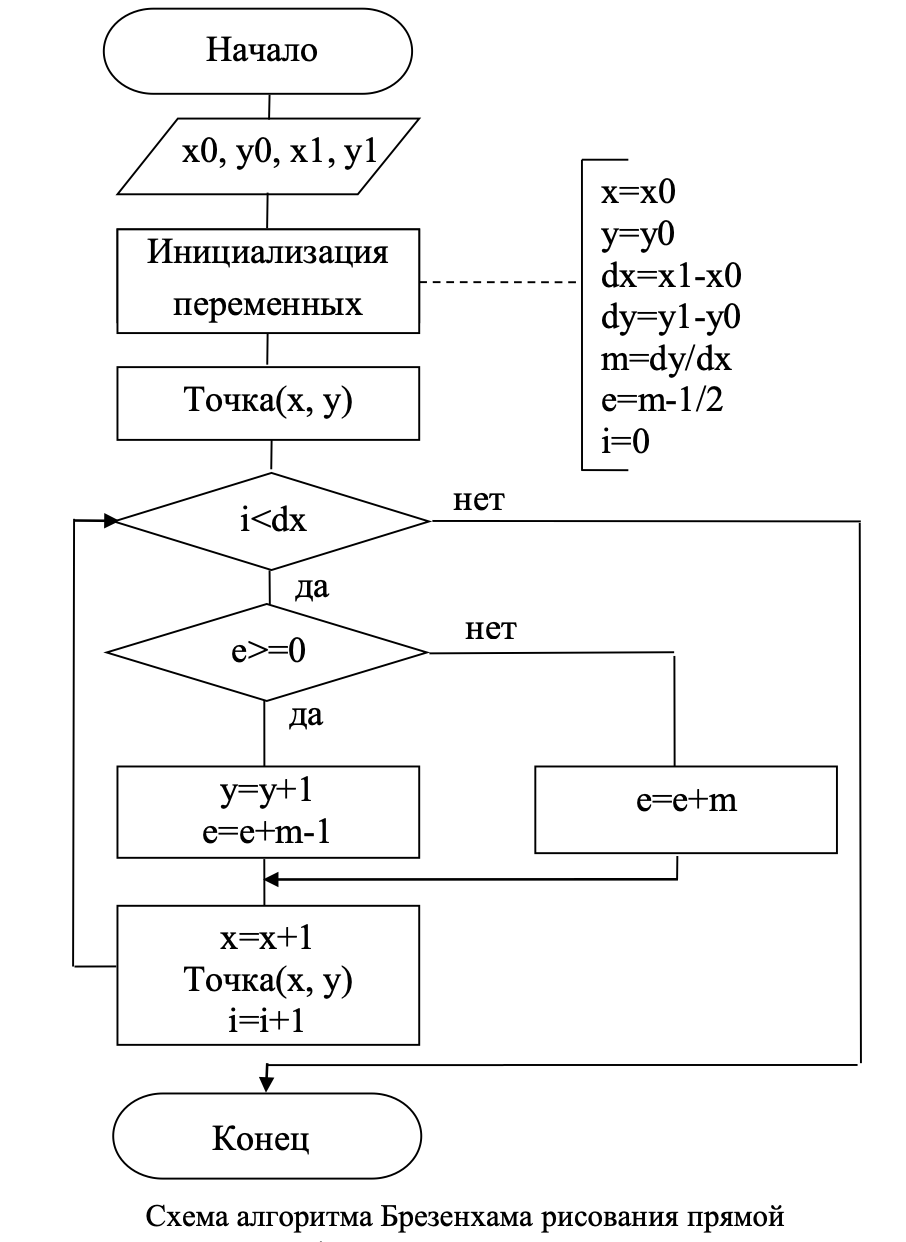 Начало
x0, y0, x1, y1
Инициализация
переменных
x=x0
y=y0
dx=x1-x0
dy=y1-y0
m=dy/dx
e=m-1/2
i=0
Точка(x, y)
i<dx
нет
да
e>=0
нет
да
y=y+1
e=e+m-1
e=e+m
x=x+1
Точка(x, y)
i=i+1
Конец
Схема алгоритма Брезенхама рисования прямой